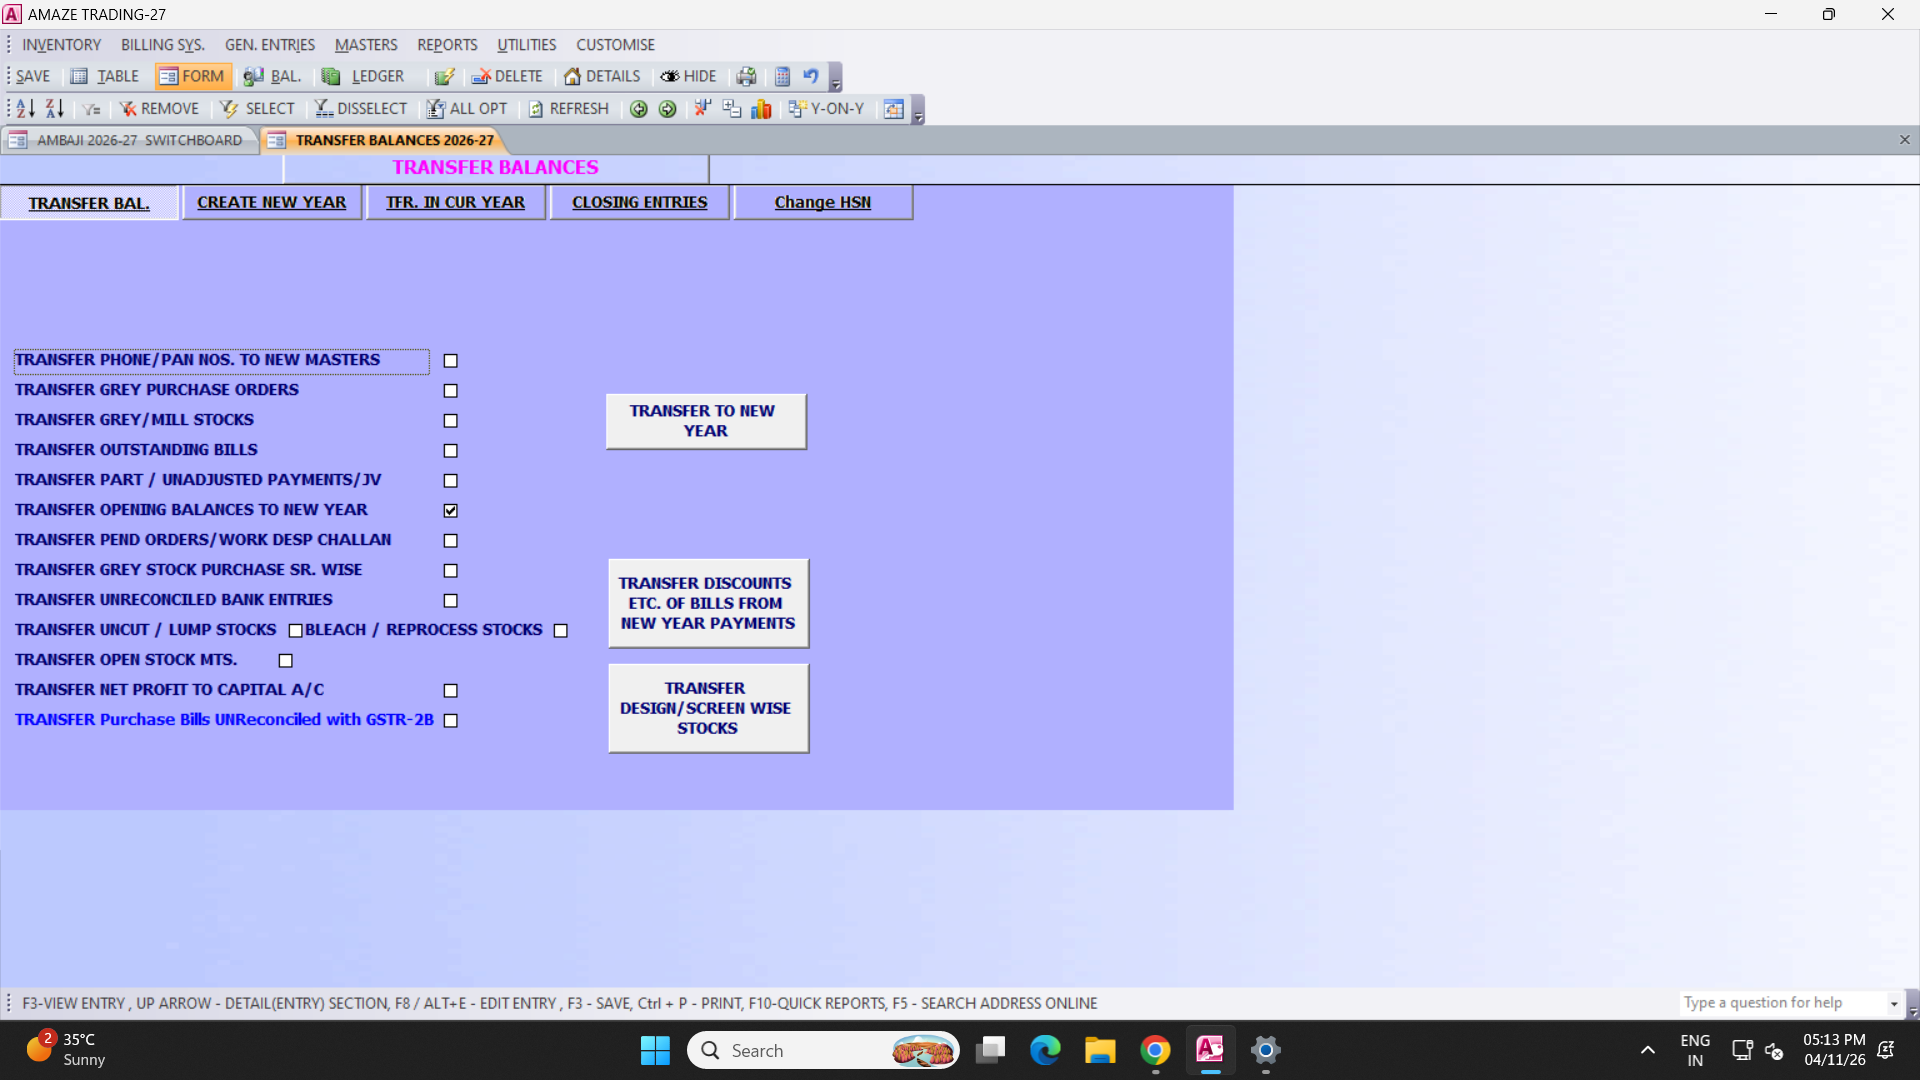 AMAZE TRADING-27
INVENTORY BILLING SYS. GEN. ENTRIES MASTERS REPORTS UTILITIES CUSTOMISE
SAVE TABLE FORM BAL. LEDGER DELETE DETAILS HIDE
REMOVE SELECT DISSELECT ALL OPT REFRESH Y-ON-Y
AMBAJI 2026-27 SWITCHBOARD TRANSFER BALANCES 2026-27
TRANSFER BALANCES
TRANSFER BAL. CREATE NEW YEAR TFR. IN CUR YEAR CLOSING ENTRIES Change HSN
TRANSFER PHONE/PAN NOS. TO NEW MASTERS
TRANSFER GREY PURCHASE ORDERS
TRANSFER GREY/MILL STOCKS
TRANSFER OUTSTANDING BILLS
TRANSFER PART / UNADJUSTED PAYMENTS/JV
TRANSFER OPENING BALANCES TO NEW YEAR
TRANSFER PEND ORDERS/WORK DESP CHALLAN
TRANSFER GREY STOCK PURCHASE SR. WISE
TRANSFER UNRECONCILED BANK ENTRIES
TRANSFER UNCUT / LUMP STOCKS BLEACH / REPROCESS STOCKS
TRANSFER OPEN STOCK MTS.
TRANSFER NET PROFIT TO CAPITAL A/C
TRANSFER Purchase Bills UNReconciled with GSTR-2B
TRANSFER TO NEW
YEAR
TRANSFER DISCOUNTS
ETC. OF BILLS FROM
NEW YEAR PAYMENTS
TRANSFER
DESIGN/SCREEN WISE
STOCKS
F3-VIEW ENTRY , UP ARROW - DETAIL(ENTRY) SECTION, F8 / ALT+E - EDIT ENTRY , F3 - SAVE, Ctrl + P - PRINT, F10-QUICK REPORTS, F5 - SEARCH ADDRESS ONLINE
Type a question for help
2
35°C
Sunny
Search
ENG
IN
05:13 PM
04/11/26